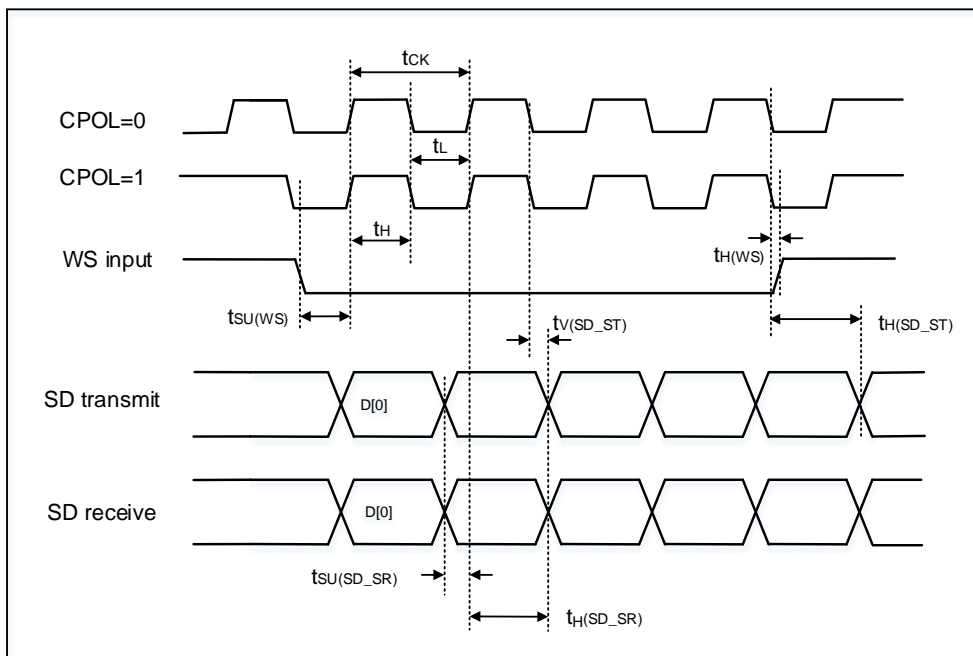 tCK
CPOL=0
tL
CPOL=1
tH
tH(WS)
WS input
tSU(WS)
tV(SD_ST)
tH(SD_ST)
SD transmit
D[0]
SD receive
D[0]
tSU(SD_SR)
tH(SD_SR)